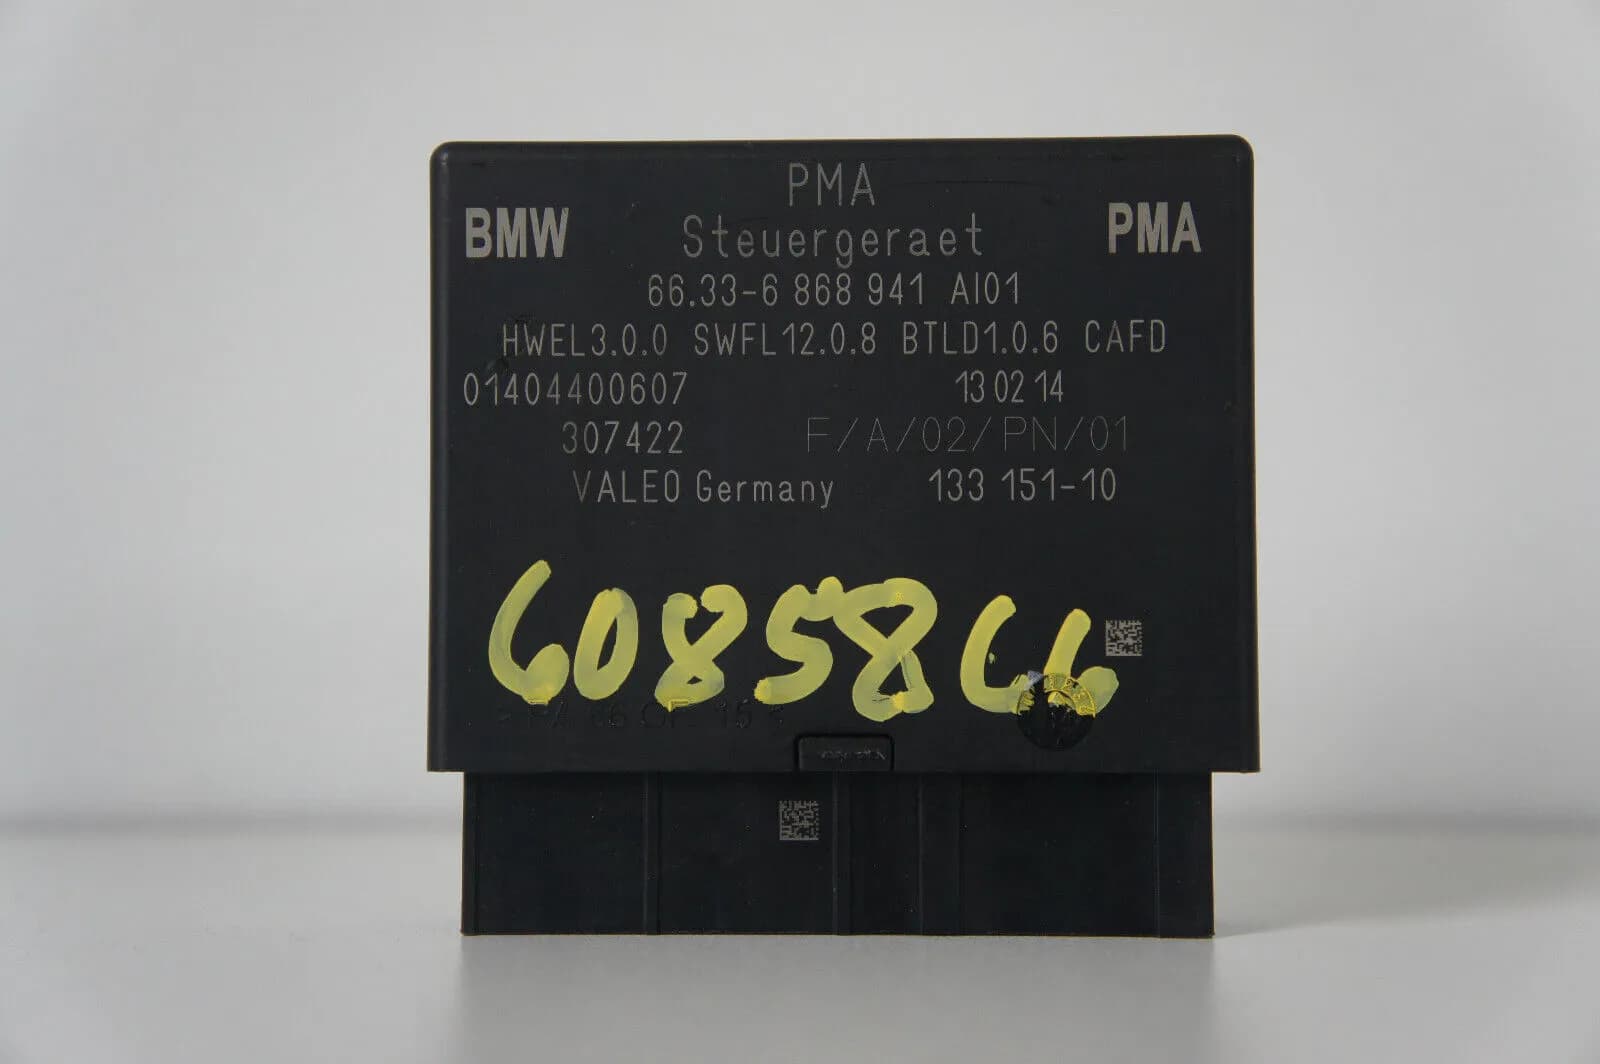 PMA
BMW Steuergeraet PMA
66.33-6 868 941 AI01
HWEL3.0.0 SWFL12.0.8 BTLD1.0.6 CAFD
01404400607 13 02 14
307422 F/A/02/PN/01
VALEO Germany 133 151-10
608586